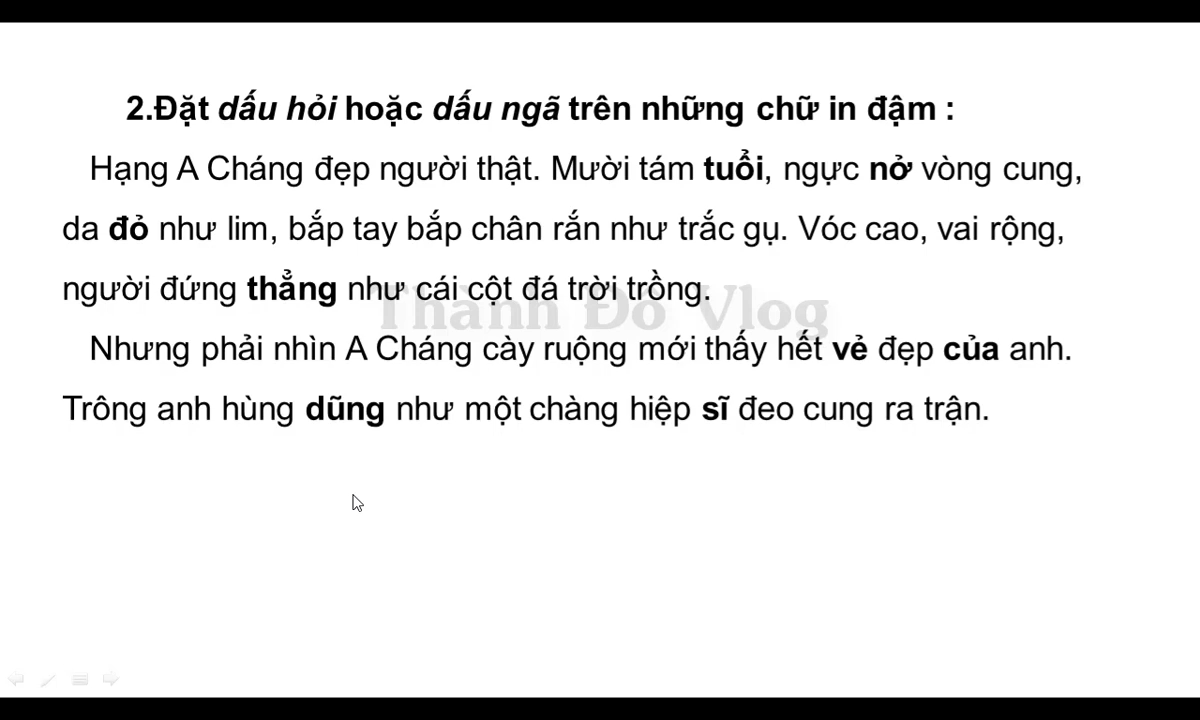 2.Đặt dấu hỏi hoặc dấu ngã trên những chữ in đậm :
Hạng A Cháng đẹp người thật. Mười tám tuổi, ngực nở vòng cung,
da đỏ như lim, bắp tay bắp chân rắn như trắc gụ. Vóc cao, vai rộng,
người đứng thẳng như cái cột đá trời trồng.
Thành Đô Vlog
Nhưng phải nhìn A Cháng cày ruộng mới thấy hết vẻ đẹp của anh.
Trông anh hùng dũng như một chàng hiệp sĩ đeo cung ra trận.